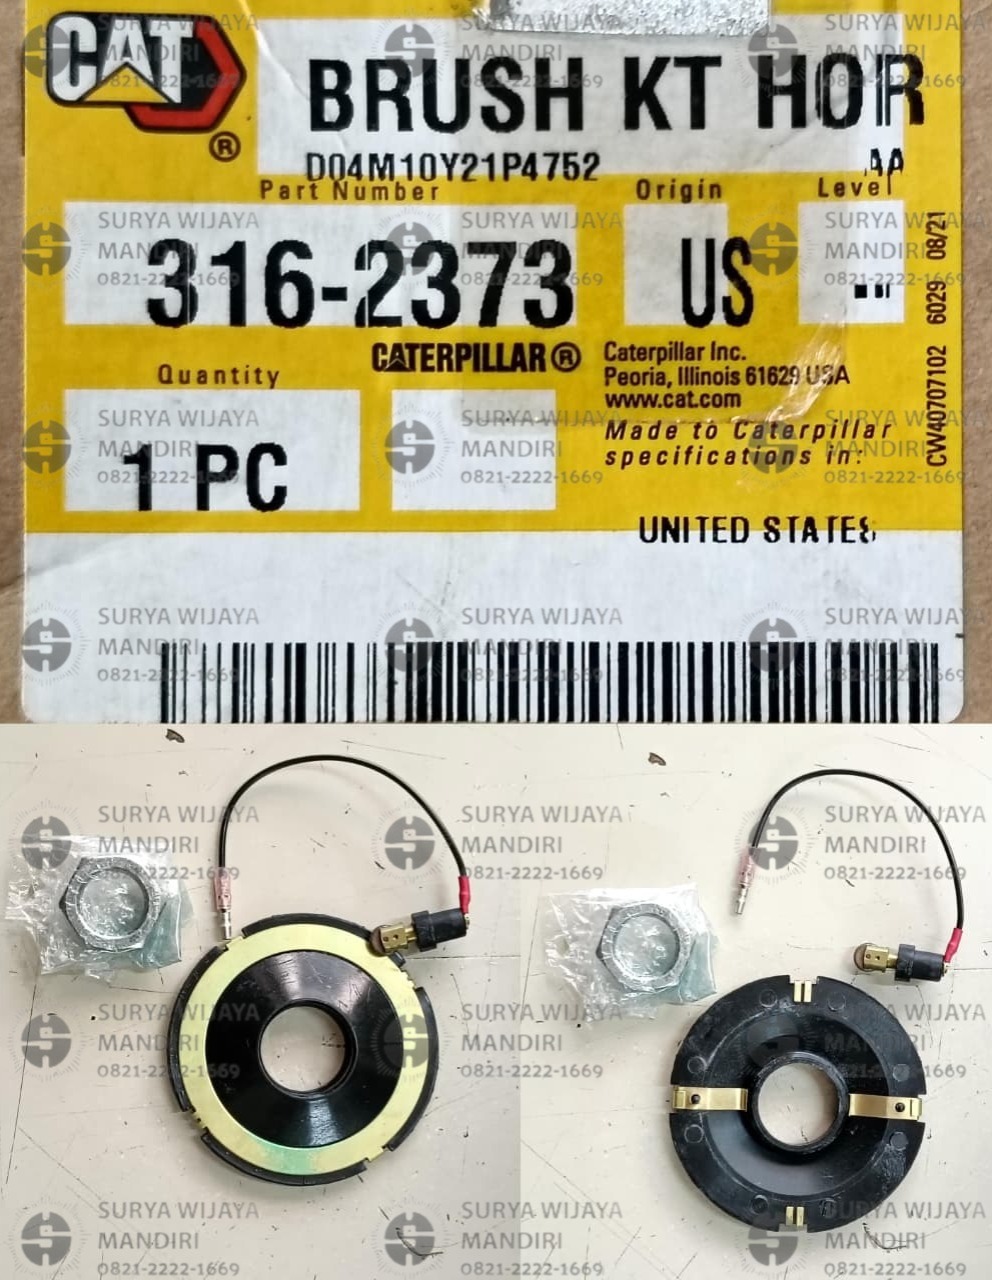 CAT
®
BRUSH KT HOR
D04M10Y21P4752
AA
Part Number
Origin
Level
316-2373
US
CATERPILLAR®
Quantity
1 PC
Caterpillar Inc.
Peoria, Illinois 61629 USA
www.cat.com
Made to Caterpillar
specifications in:
UNITED STATES
CW40707102 6029 08/21
SURYA WIJAYA
MANDIRI
0821-2222-1669